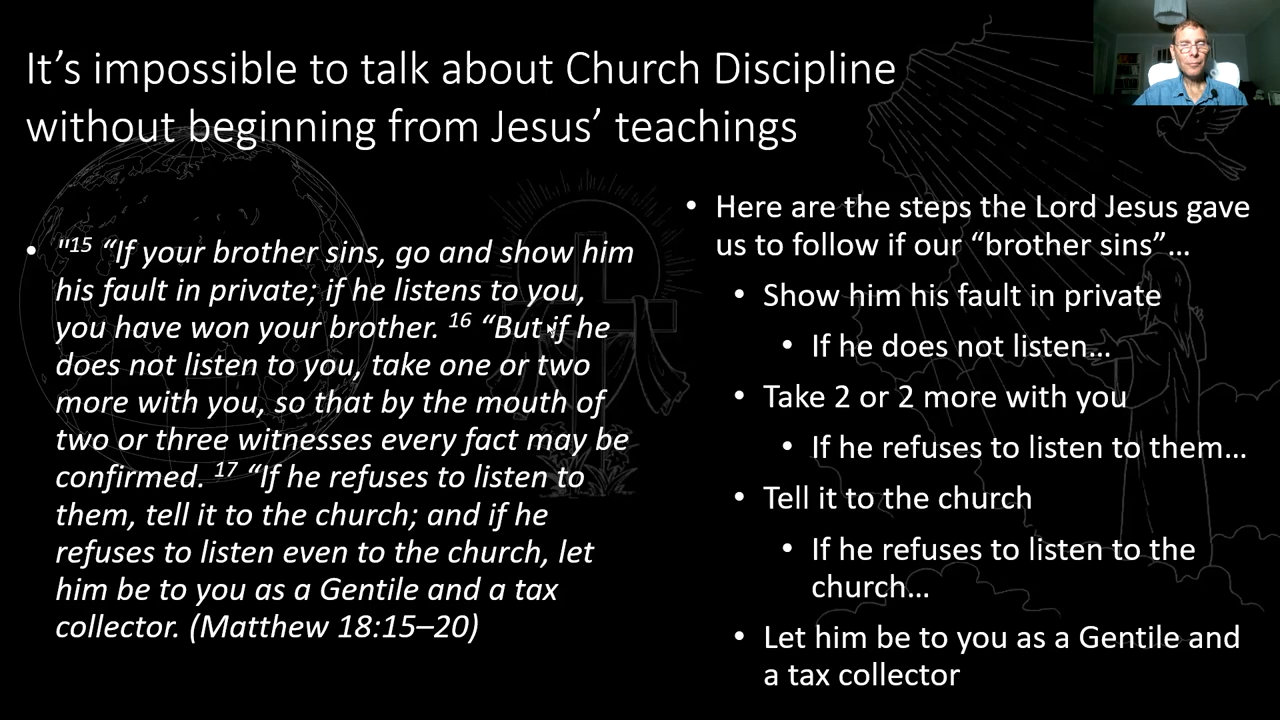 It’s impossible to talk about Church Discipline
without beginning from Jesus’ teachings
• "15 “If your brother sins, go and show him
his fault in private; if he listens to you,
you have won your brother. 16 “But if he
does not listen to you, take one or two
more with you, so that by the mouth of
two or three witnesses every fact may be
confirmed. 17 “If he refuses to listen to
them, tell it to the church; and if he
refuses to listen even to the church, let
him be to you as a Gentile and a tax
collector. (Matthew 18:15–20)
• Here are the steps the Lord Jesus gave
us to follow if our “brother sins”…
• Show him his fault in private
• If he does not listen…
• Take 2 or 2 more with you
• If he refuses to listen to them…
• Tell it to the church
• If he refuses to listen to the
church…
• Let him be to you as a Gentile and
a tax collector